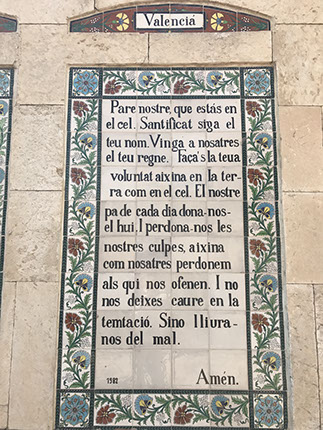 Valenciá
Pare nostre, que estás en
el cel. Santificat siga el
teu nom. Vinga a nosatres
el teu regne. Faça's la teua
voluntat aixina en la ter-
ra com en el cel. El nostre
pa de cada dia dona-nos-
el hui. I perdona-nos les
nostres culpes, aixina
com nosatres perdonem
als qui nos ofenen. I no
nos deixes caure en la
temtació. Sino lliura-
nos del mal.
1582 Amén.